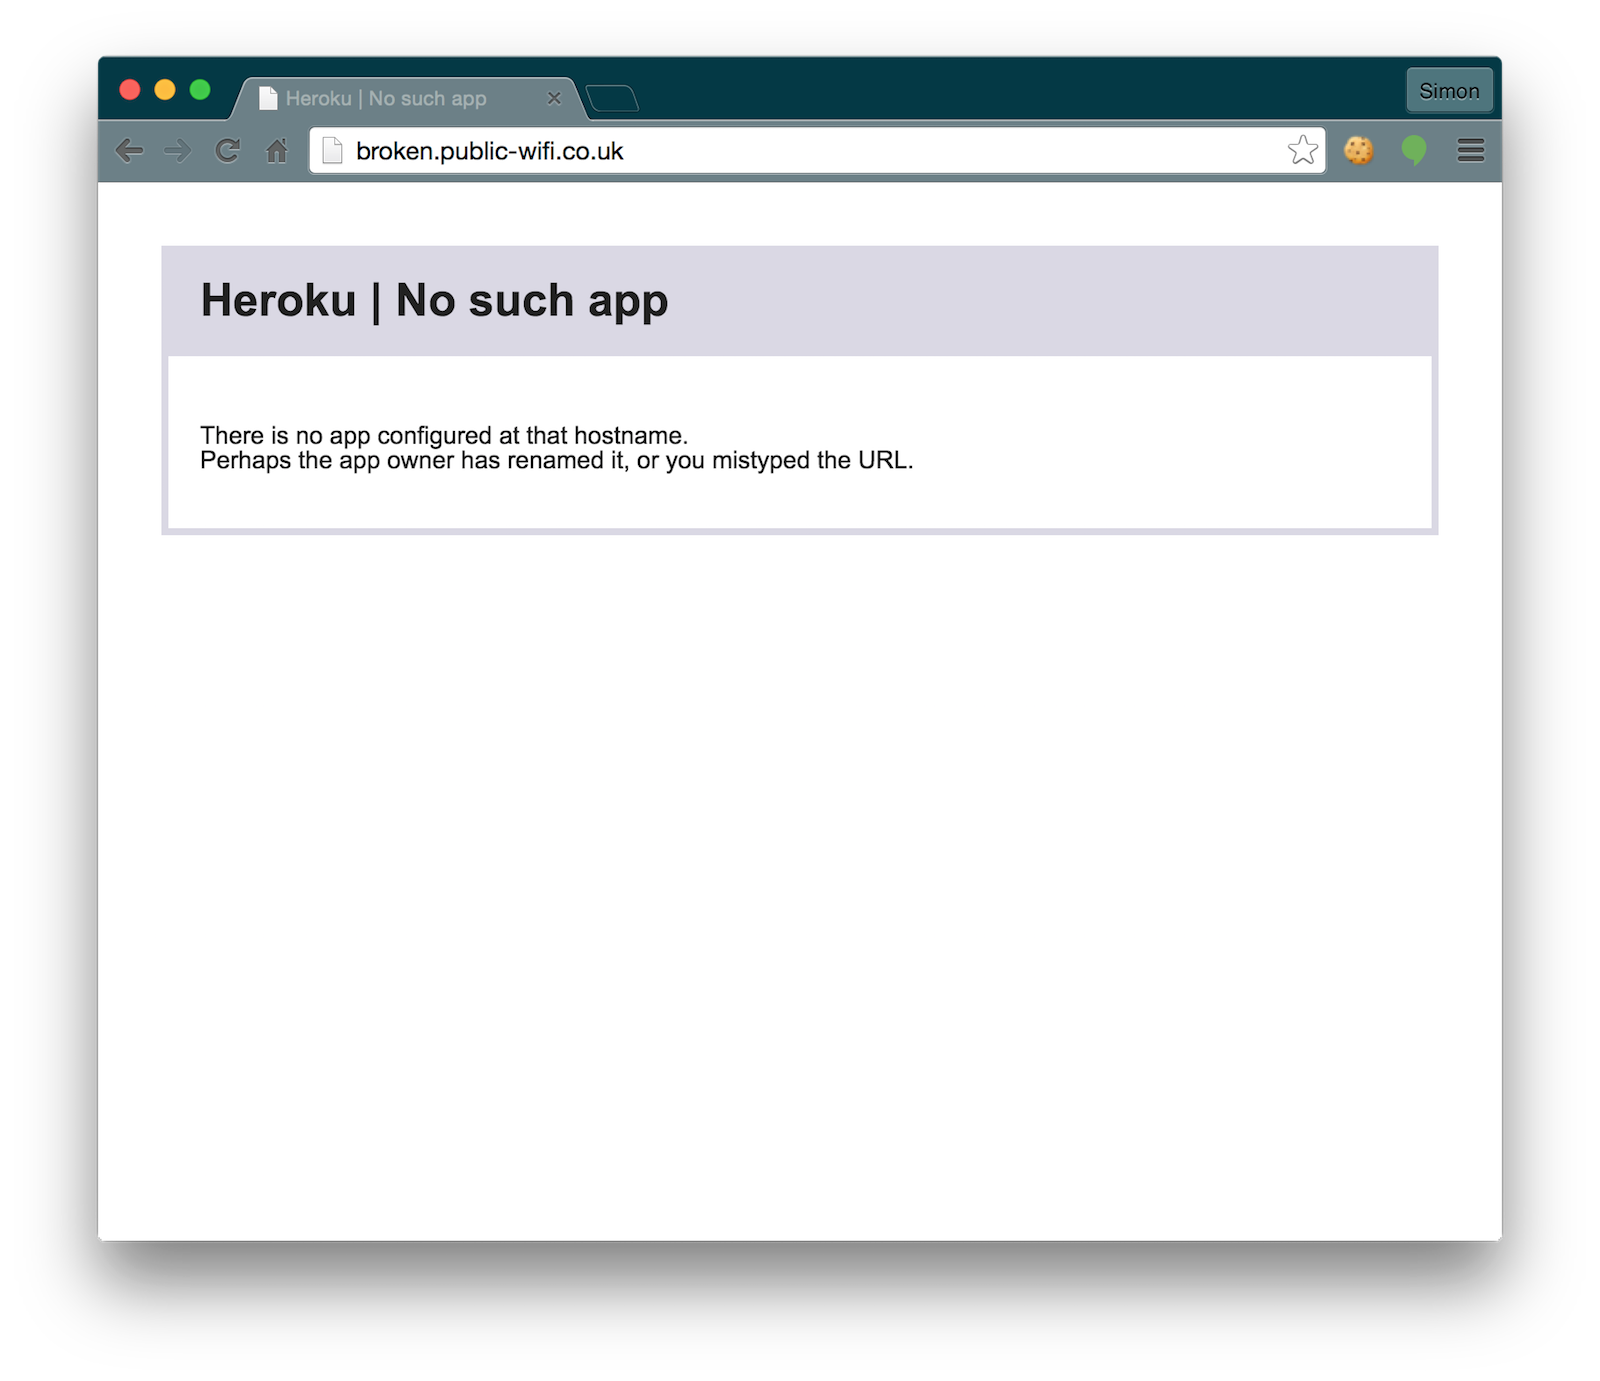 Heroku | No such app
Simon
broken.public-wifi.co.uk
Heroku | No such app
There is no app configured at that hostname.
Perhaps the app owner has renamed it, or you mistyped the URL.